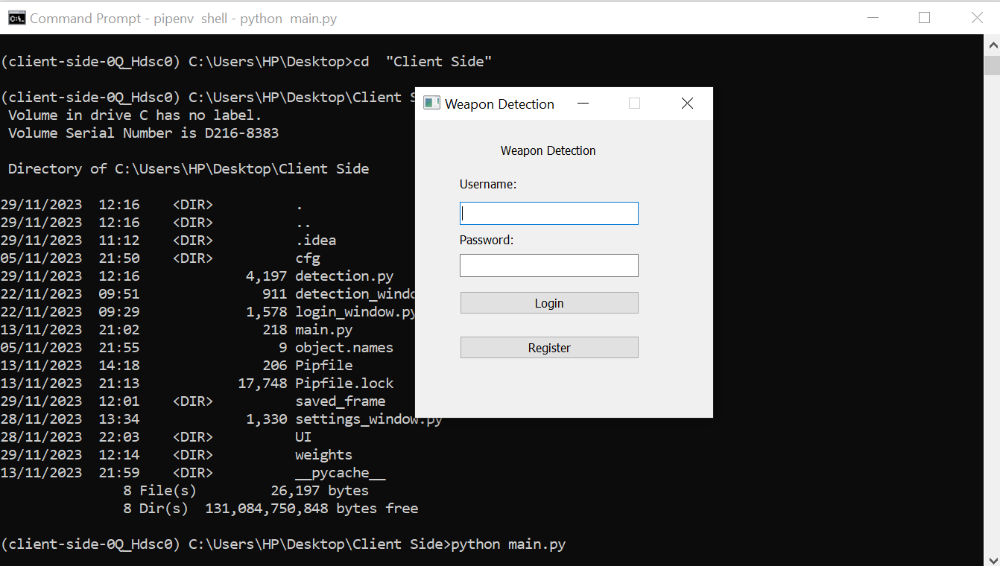 Command Prompt - pipenv  shell - python  main.py
(client-side-0Q_Hdsc0) C:\Users\HP\Desktop>cd  "Client Side"
(client-side-0Q_Hdsc0) C:\Users\HP\Desktop\Client
 Volume in drive C has no label.
 Volume Serial Number is D216-8383
 Directory of C:\Users\HP\Desktop\Client Side
29/11/2023  12:16    <DIR>          .
29/11/2023  12:16    <DIR>          ..
29/11/2023  11:12    <DIR>          .idea
05/11/2023  21:50    <DIR>          cfg
29/11/2023  12:16             4,197 detection.py
22/11/2023  09:51               911 detection_windo
22/11/2023  09:29             1,578 login_window.py
13/11/2023  21:02               218 main.py
05/11/2023  21:55                 9 object.names
13/11/2023  14:18               206 Pipfile
13/11/2023  21:13            17,748 Pipfile.lock
29/11/2023  12:01    <DIR>          saved_frame
28/11/2023  13:34             1,330 settings_window.py
28/11/2023  22:03    <DIR>          UI
29/11/2023  12:14    <DIR>          weights
13/11/2023  21:59    <DIR>          __pycache__
               8 File(s)         26,197 bytes
               8 Dir(s)  131,084,750,848 bytes free
(client-side-0Q_Hdsc0) C:\Users\HP\Desktop\Client Side>python main.py
Weapon Detection
Weapon Detection
Username:
Password:
Login
Register